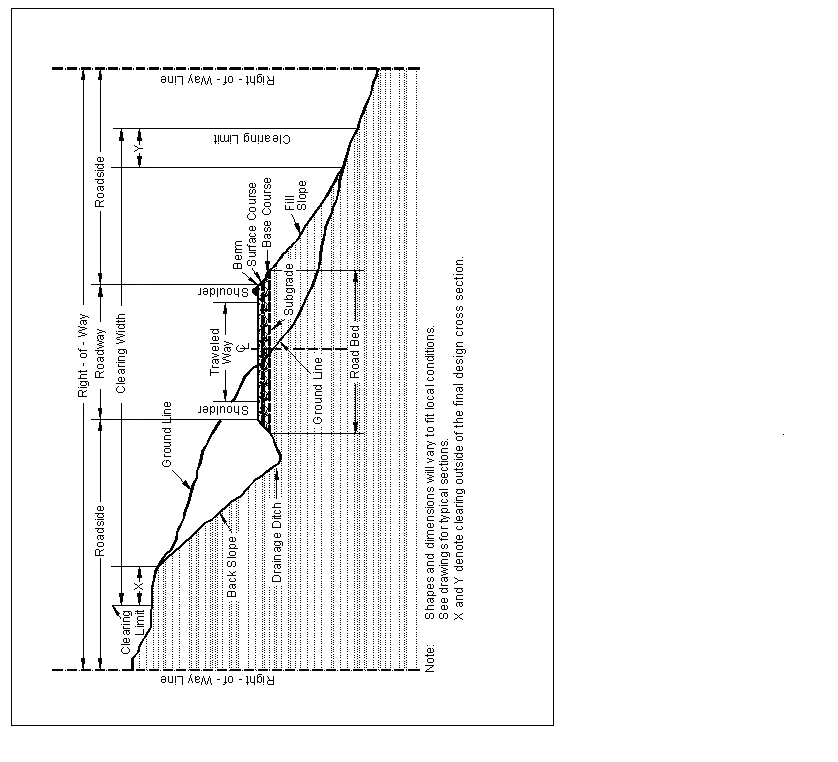 Right - of - Way Line
Right - of - Way
Roadside
Roadway
Roadside
Clearing Width
Clearing
Limit
X
Y
Clearing Limit
Ground Line
Back Slope
Drainage Ditch
Shoulder
Traveled
Way
Shoulder
CL
Berm
Surface Course
Base Course
Fill
Slope
Subgrade
Ground Line
Road Bed
Right - of - Way Line
Note: Shapes and dimensions will vary to fit local conditions.
See drawings for typical sections.
X and Y denote clearing outside of the final design cross section.